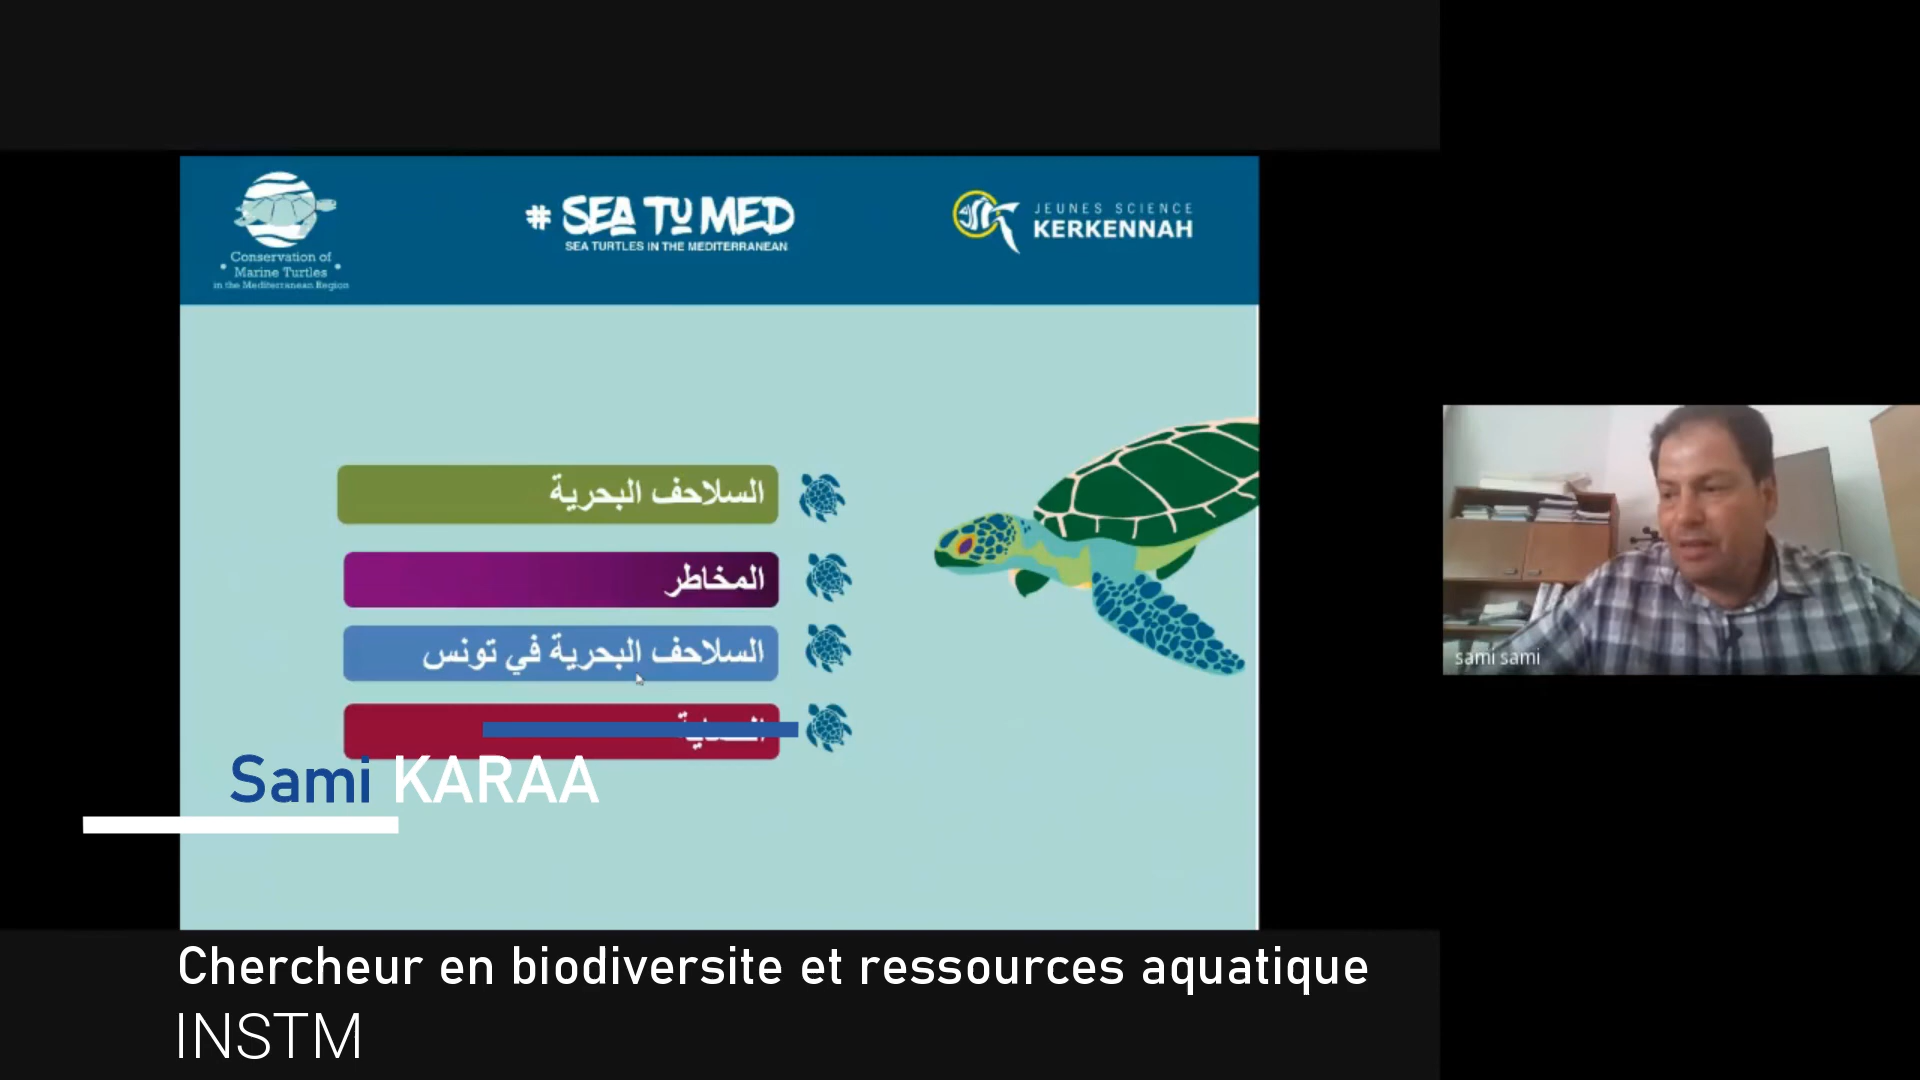 Conservation of
Marine Turtles
in the Mediterranean Region
# SEA TU MED
SEA TURTLES IN THE MEDITERRANEAN
JEUNES SCIENCE
KERKENNAH
السلاحف البحرية
المخاطر
السلاحف البحرية في تونس
Sami KARAA
Chercheur en biodiversite et ressources aquatique
INSTM
sami sami